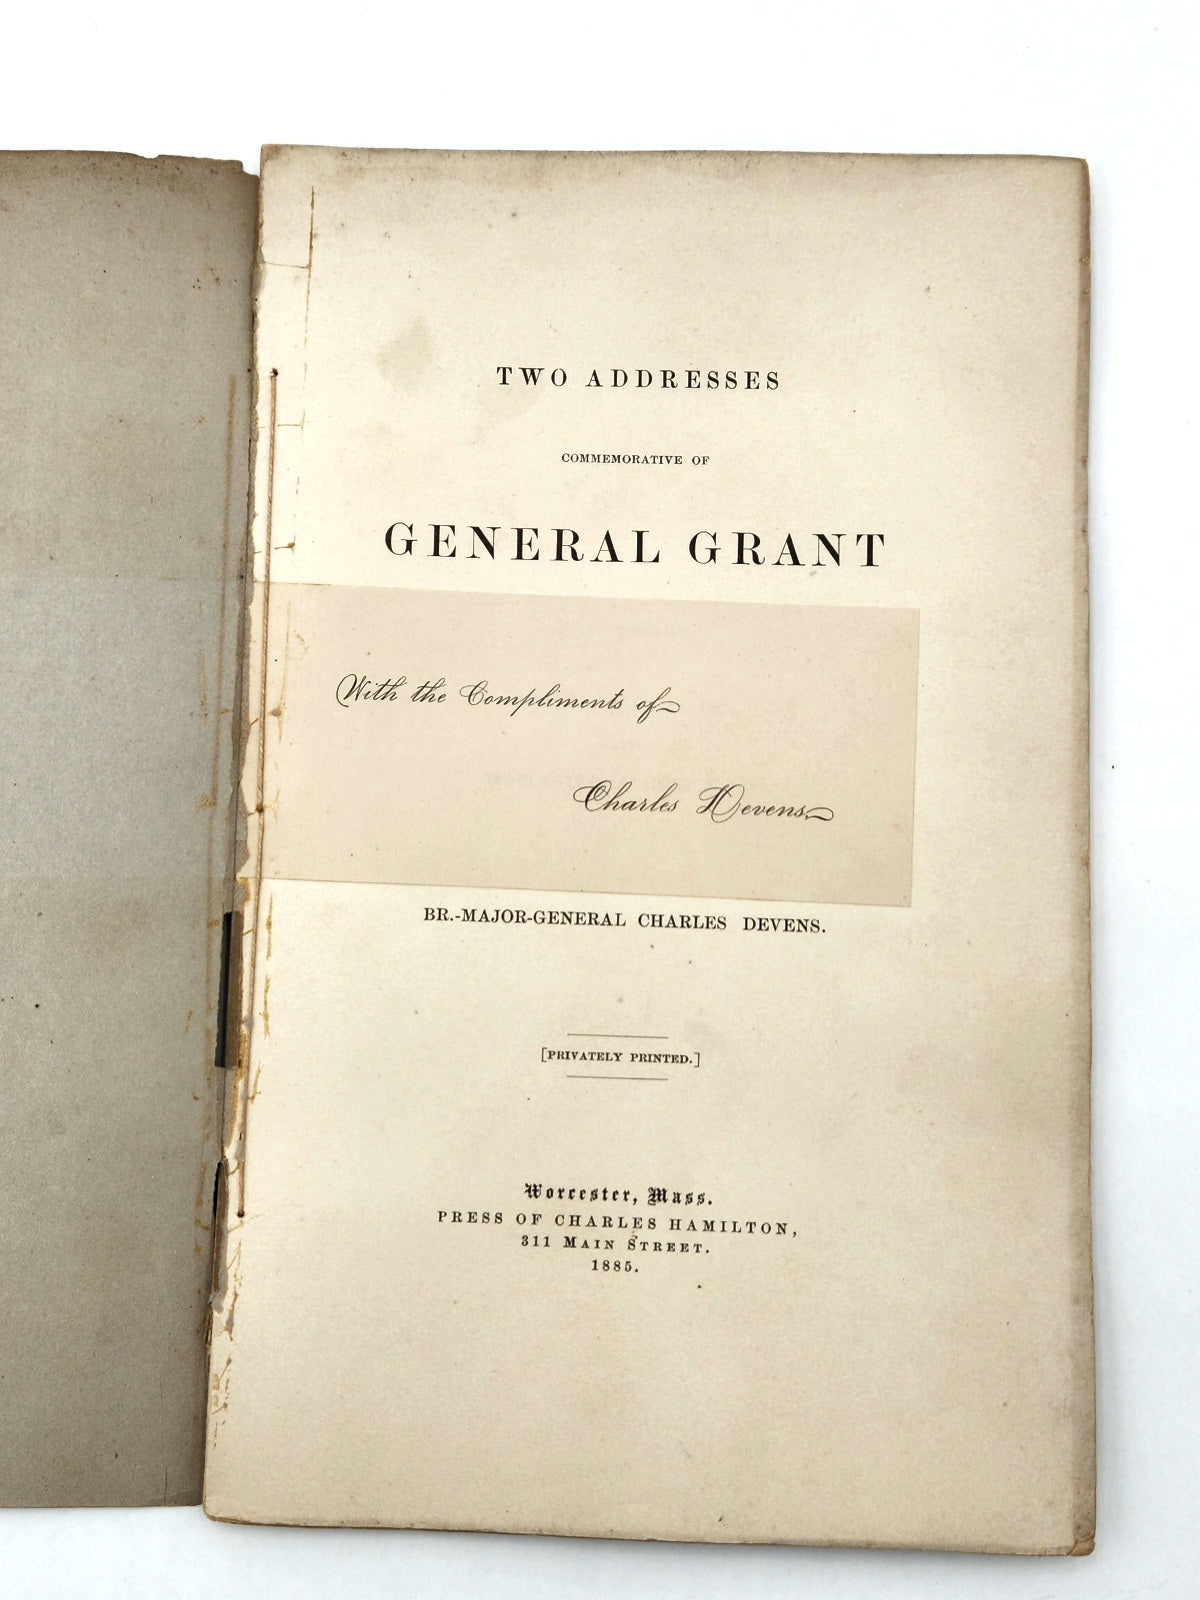 TWO ADDRESSES
COMMEMORATIVE OF
GENERAL GRANT
With the Compliments of
Charles Devens
BR.-MAJOR-GENERAL CHARLES DEVENS.
[PRIVATELY PRINTED.]
Worcester, Mass.
PRESS OF CHARLES HAMILTON,
311 MAIN STREET.
1885.